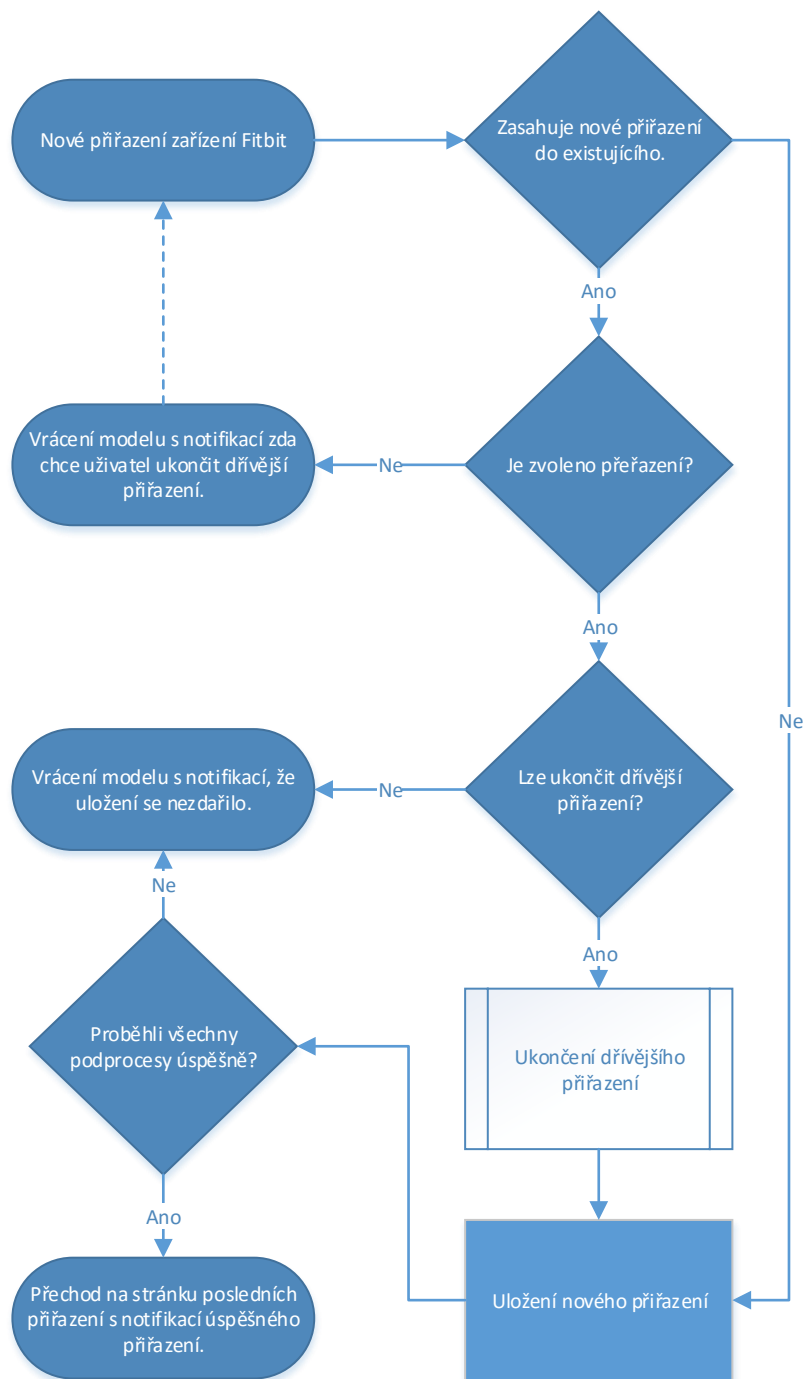 Nové přiřazení zařízení Fitbit
Zasahuje nové přiřazení
do existujícího.
Ano
Vrácení modelu s notifikací zda
chce uživatel ukončit dřívější
přiřazení.
Ne
Je zvoleno přeřazení?
Ano
Ne
Vrácení modelu s notifikací, že
uložení se nezdařilo.
Ne
Lze ukončit dřívější
přiřazení?
Ne
Ano
Proběhli všechny
podprocesy úspěšně?
Ukončení dřívějšího
přiřazení
Ano
Přechod na stránku posledních
přiřazení s notifikací úspěšného
přiřazení.
Uložení nového přiřazení